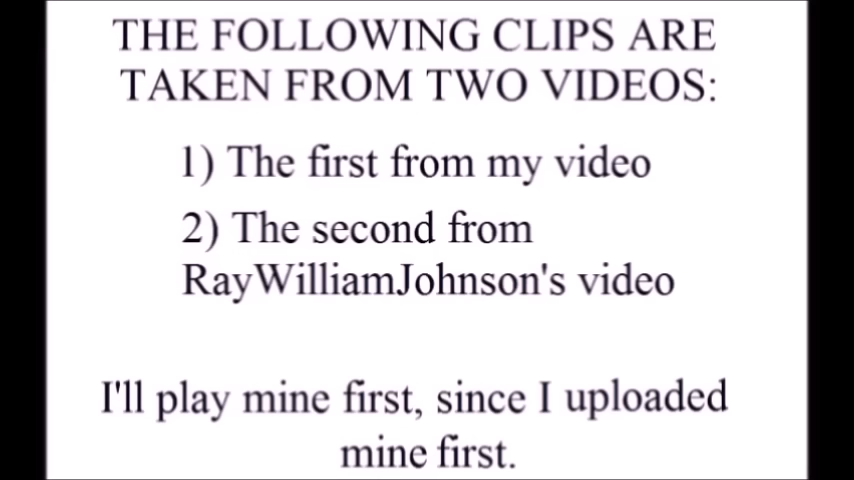 THE FOLLOWING CLIPS ARE
TAKEN FROM TWO VIDEOS:
1) The first from my video
2) The second from
RayWilliamJohnson's video
I'll play mine first, since I uploaded
mine first.